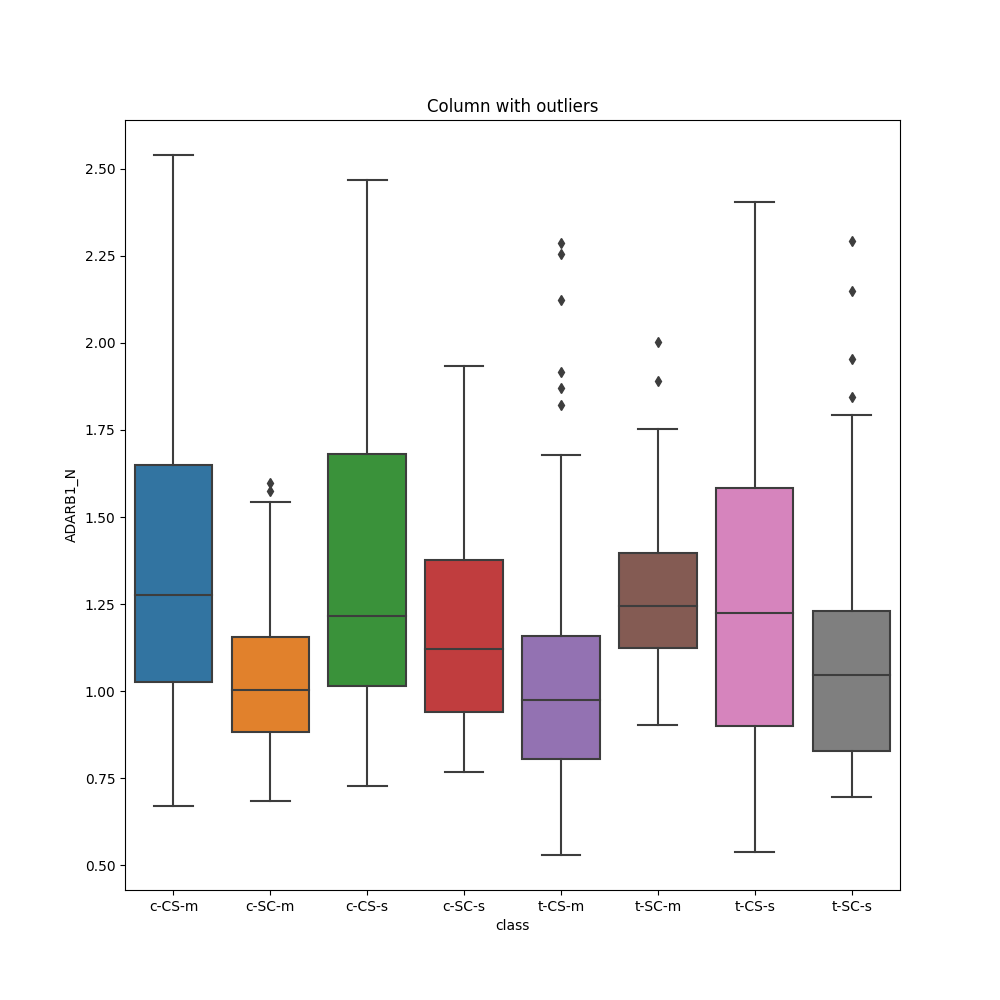 Column with outliers
ADARB1_N
2.50
2.25
2.00
1.75
1.50
1.25
1.00
0.75
0.50
c-CS-m c-SC-m c-CS-s c-SC-s t-CS-m t-SC-m t-CS-s t-SC-s
class